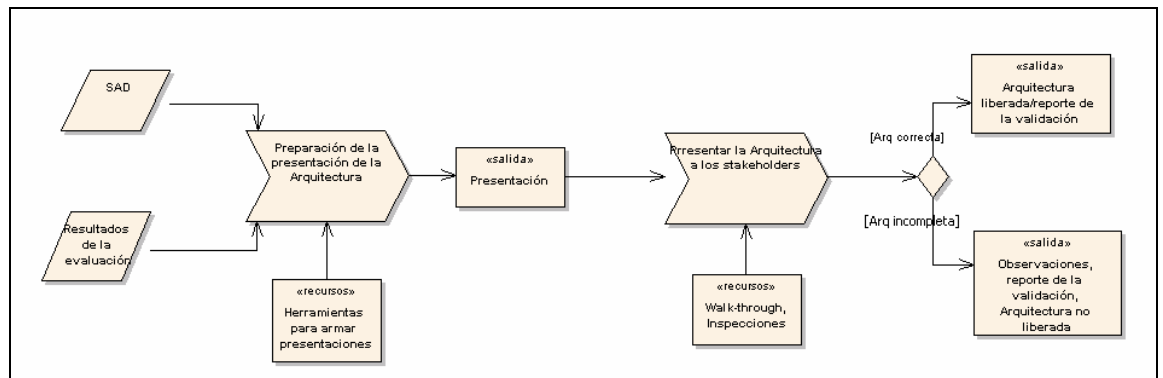 SAD
Resultados
de la
evaluación
Preparación de la
presentación de la
Arquitectura
«recursos»
Herramientas
para armar
presentaciones
«salida»
Presentación
Prresentar la Arquitectura
a los stakeholders
«recursos»
Walk-through,
Inspecciones
[Arq correcta]
[Arq incompleta]
«salida»
Arquitectura
liberada/reporte de
la validación
«salida»
Observaciones,
reporte de la
validación,
Arquitectura no
liberada